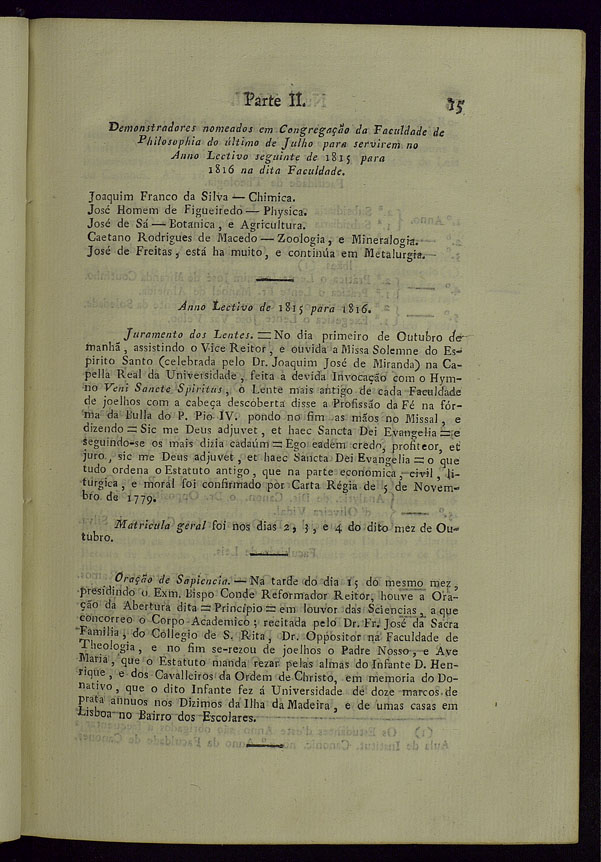 Parte II. 15
Demonstradores nomeados em Congregação da Faculdade de
Philosophia do último de Julho para servirem no
Anno Lectivo seguinte de 1815 para
1816 na dita Faculdade.
Joaquim Franco da Silva — Chimica.
José Homem de Figueiredo — Physica.
José de Sá — Botanica, e Agricultura.
Caetano Rodrigues de Macedo — Zoologia, e Mineralogia.
José de Freitas, está ha muito, e continúa em Metalurgia.
Anno Lectivo de 1815 para 1816.
Juramento dos Lentes. = No dia primeiro de Outubro de
manhã, assistindo o Vice Reitor, e ouvida a Missa Solemne do Es-
pirito Santo (celebrada pelo Dr. Joaquim José de Miranda) na Ca-
pella Real da Universidade, feita a devida Invocação com o Hym-
no Veni Sancte Spiritus, o Lente mais antigo de cada Faculdade
de joelhos com a cabeça descoberta disse a Profissão da Fé na fór-
ma da Bulla do P. Pio IV. pondo no fim as mãos no Missal, e
dizendo = Sic me Deus adjuvet, et haec Sancta Dei Evangelia = e
seguindo-se os mais dizia cadaúm = Ego eadem credo, profiteor, et
juro, sic me Deus adjuvet, et haec Sancta Dei Evangelia = o que
tudo ordena o Estatuto antigo, que na parte económica, civil, li-
túrgica, e moral foi confirmado por Carta Régia de 5 de Novem-
bro de 1779.
Matricula geral foi nos dias 2, 3, e 4 do dito mez de Ou-
tubro.
Oração de Sapiencia. — Na tarde do dia 15 do mesmo mez,
presidindo o Exm. Bispo Conde Reformador Reitor, houve a Ora-
ção da Abertura dita = Princípio = em louvor das Sciencias, a que
concorreo o Corpo Academico; recitada pelo Dr. Fr. José da Sacra
Familia, do Collegio de S. Rita, Dr. Oppositor na Faculdade de
Theologia, e no fim se-rezou de joelhos o Padre Nosso, e Ave
Maria, que o Estatuto manda rezar pelas almas do Infante D. Hen-
rique, e dos Cavalleiros da Ordem de Christo, em memoria do Do-
nativo, que o dito Infante fez á Universidade de doze marcos de
prata annuos nos Dizimos da Ilha da Madeira, e de umas casas em
Lisboa no Bairro dos Escolares.